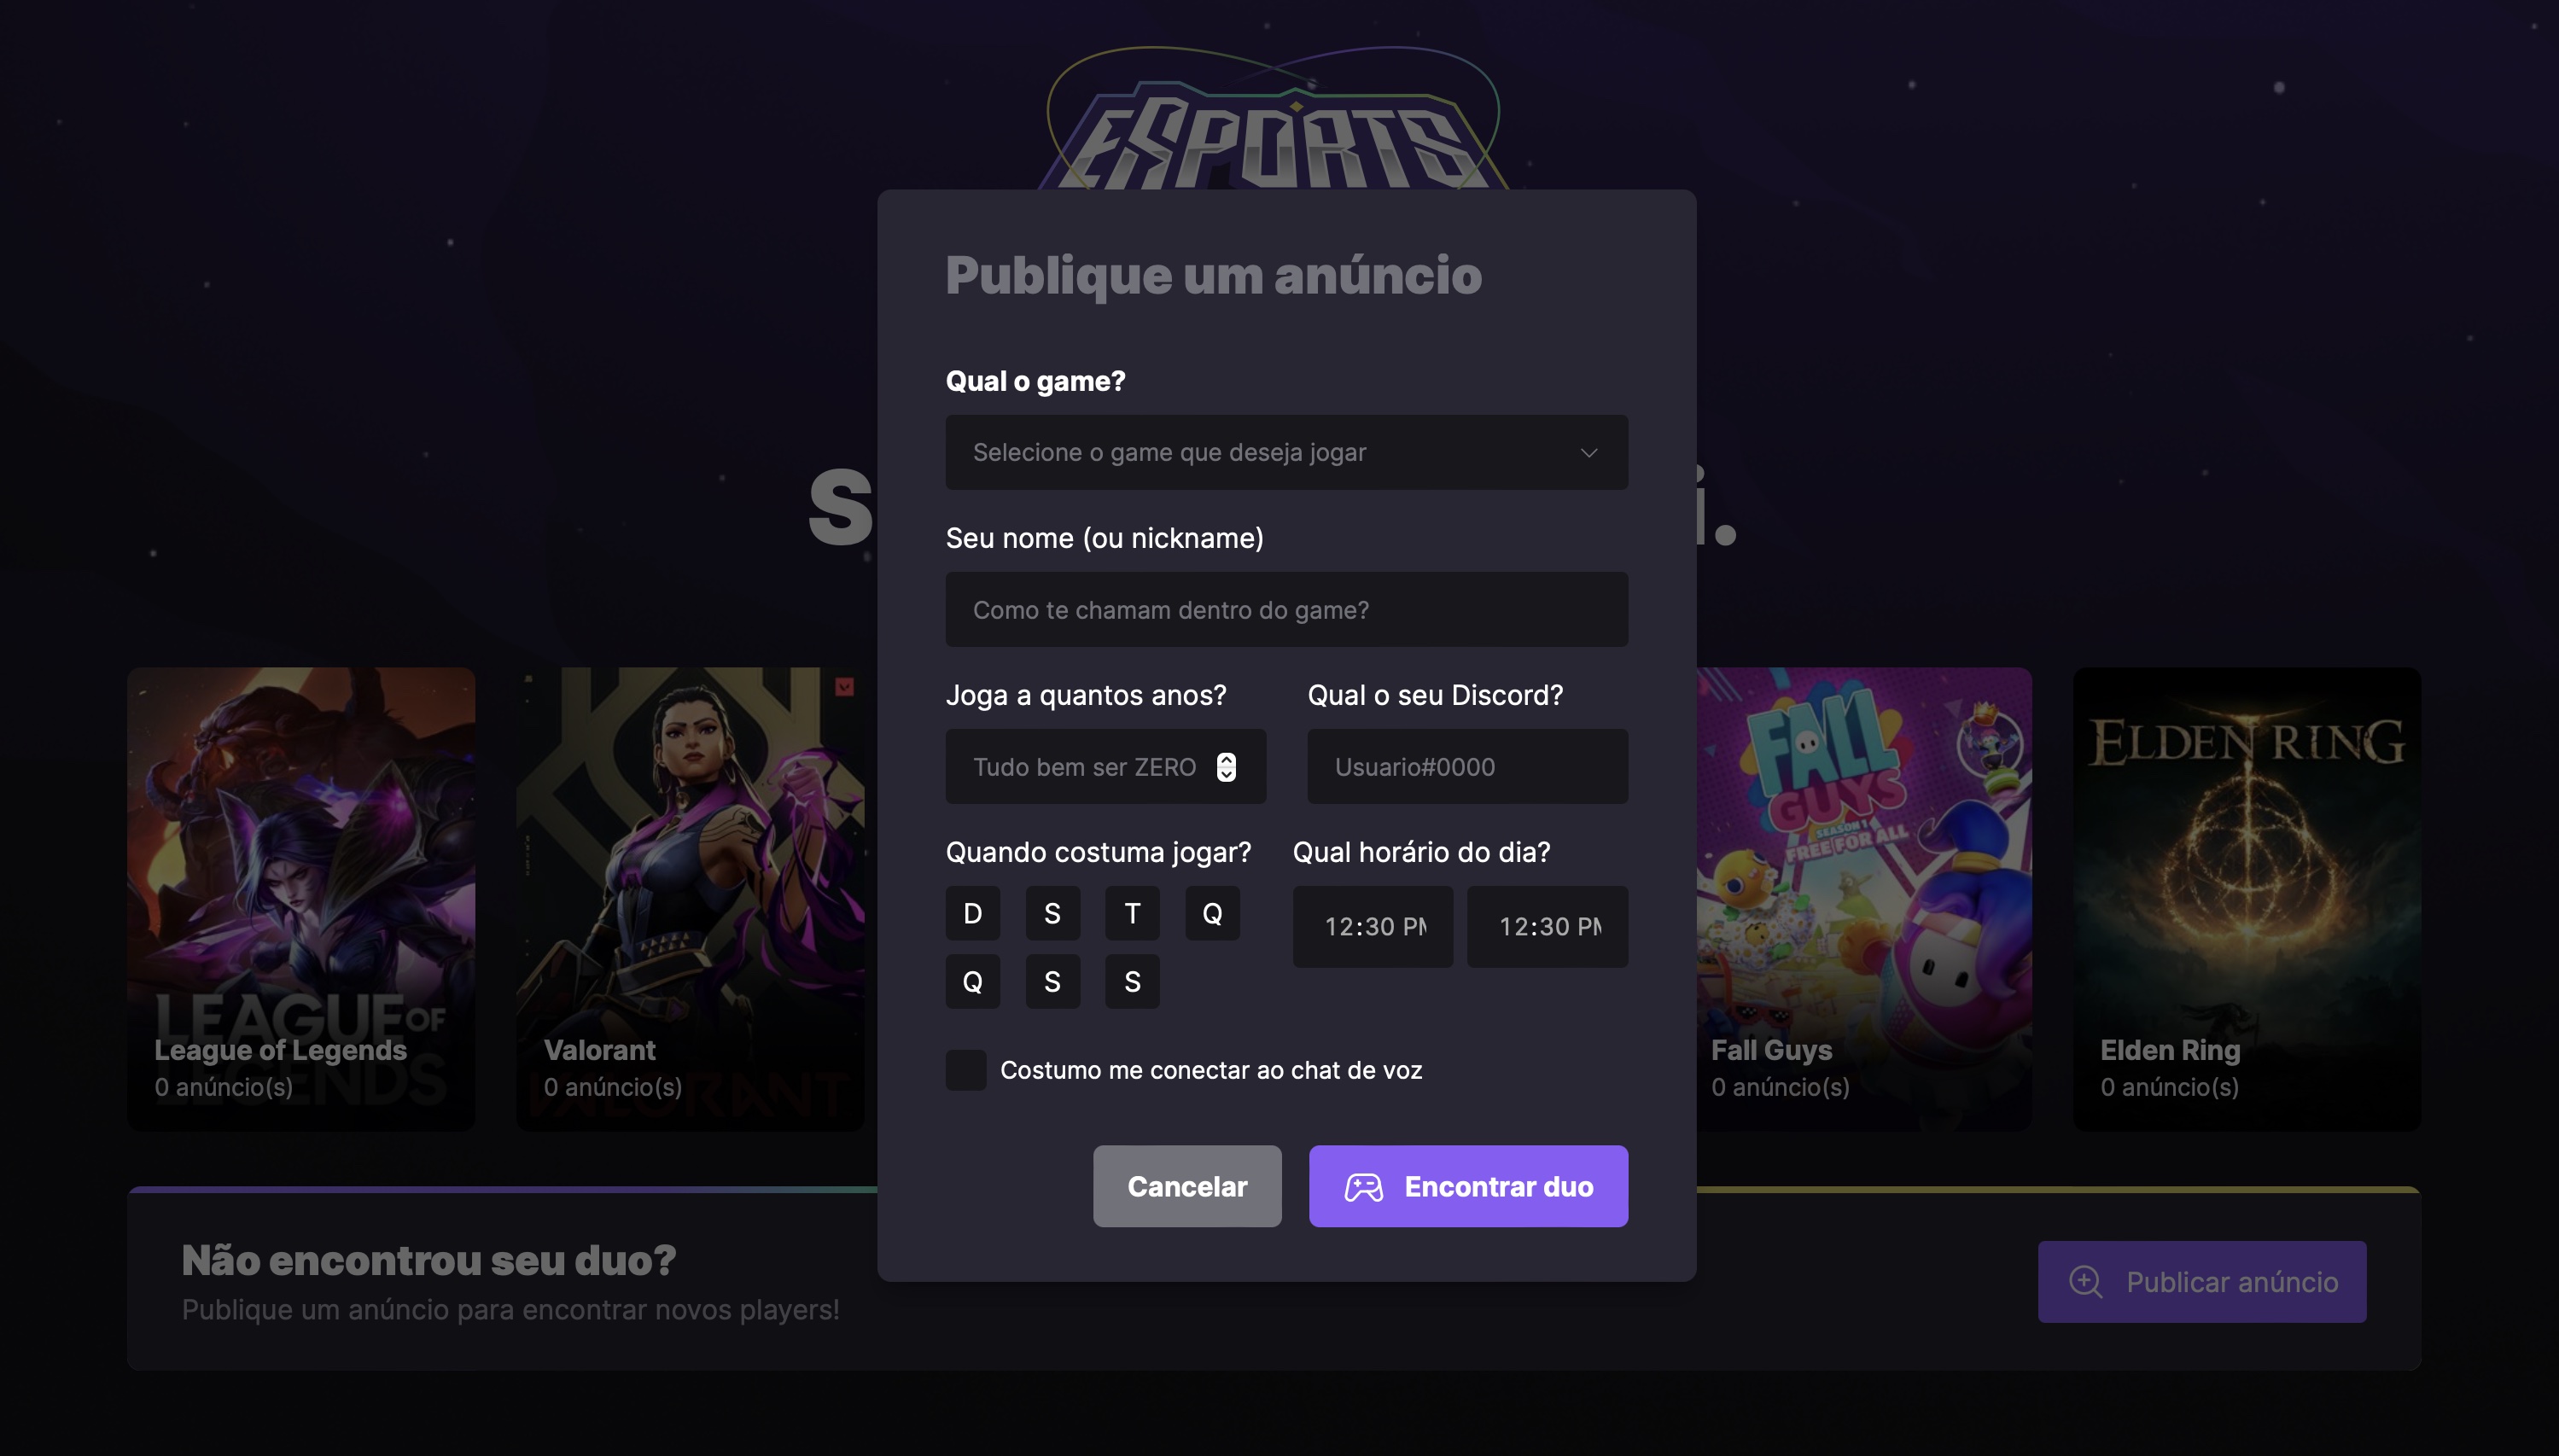 ESPORTS
Publique um anúncio
Qual o game?
Selecione o game que deseja jogar
S
i.
Seu nome (ou nickname)
Como te chamam dentro do game?
Joga a quantos anos?
Qual o seu Discord?
Tudo bem ser ZERO
Usuario#0000
Quando costuma jogar?
Qual horário do dia?
D S T Q
Q S S
12:30 PM
12:30 PM
Costumo me conectar ao chat de voz
Cancelar
Encontrar duo
LEAGUE OF
LEGENDS
League of Legends
0 anúncio(s)
VALORANT
Valorant
0 anúncio(s)
FALL
GUYS
SEASON 1
FREE FOR ALL
Fall Guys
0 anúncio(s)
ELDEN RING
Elden Ring
0 anúncio(s)
Não encontrou seu duo?
Publique um anúncio para encontrar novos players!
Publicar anúncio